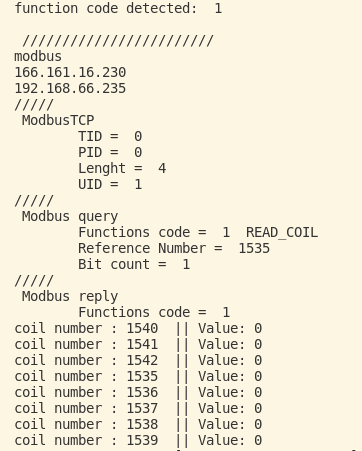 function code detected:  1
////////////////////////
modbus
166.161.16.230
192.168.66.235
/////
ModbusTCP
TID =  0
PID =  0
Lenght =  4
UID =  1
/////
Modbus query
Functions code =  1  READ_COIL
Reference Number =  1535
Bit count =  1
/////
Modbus reply
Functions code =  1
coil number : 1540  || Value: 0
coil number : 1541  || Value: 0
coil number : 1542  || Value: 0
coil number : 1535  || Value: 0
coil number : 1536  || Value: 0
coil number : 1537  || Value: 0
coil number : 1538  || Value: 0
coil number : 1539  || Value: 0